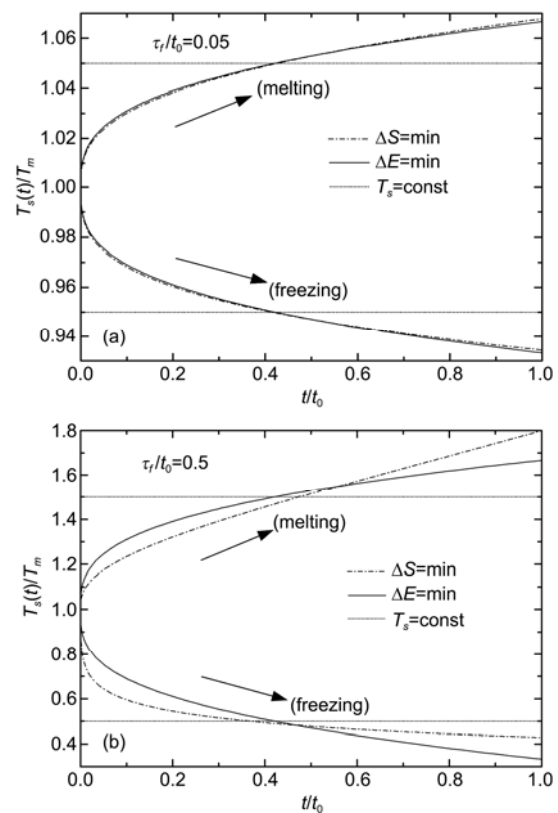 1.06
1.04
1.02
1.00
0.98
0.96
0.94
Ts(t)/Tm
τf/t0=0.05
(melting)
ΔS=min
ΔE=min
Ts=const
(freezing)
(a)
0.0 0.2 0.4 0.6 0.8 1.0
t/t0
1.8
1.6
1.4
1.2
1.0
0.8
0.6
0.4
Ts(t)/Tm
τf/t0=0.5
(melting)
ΔS=min
ΔE=min
Ts=const
(freezing)
(b)
0.0 0.2 0.4 0.6 0.8 1.0
t/t0